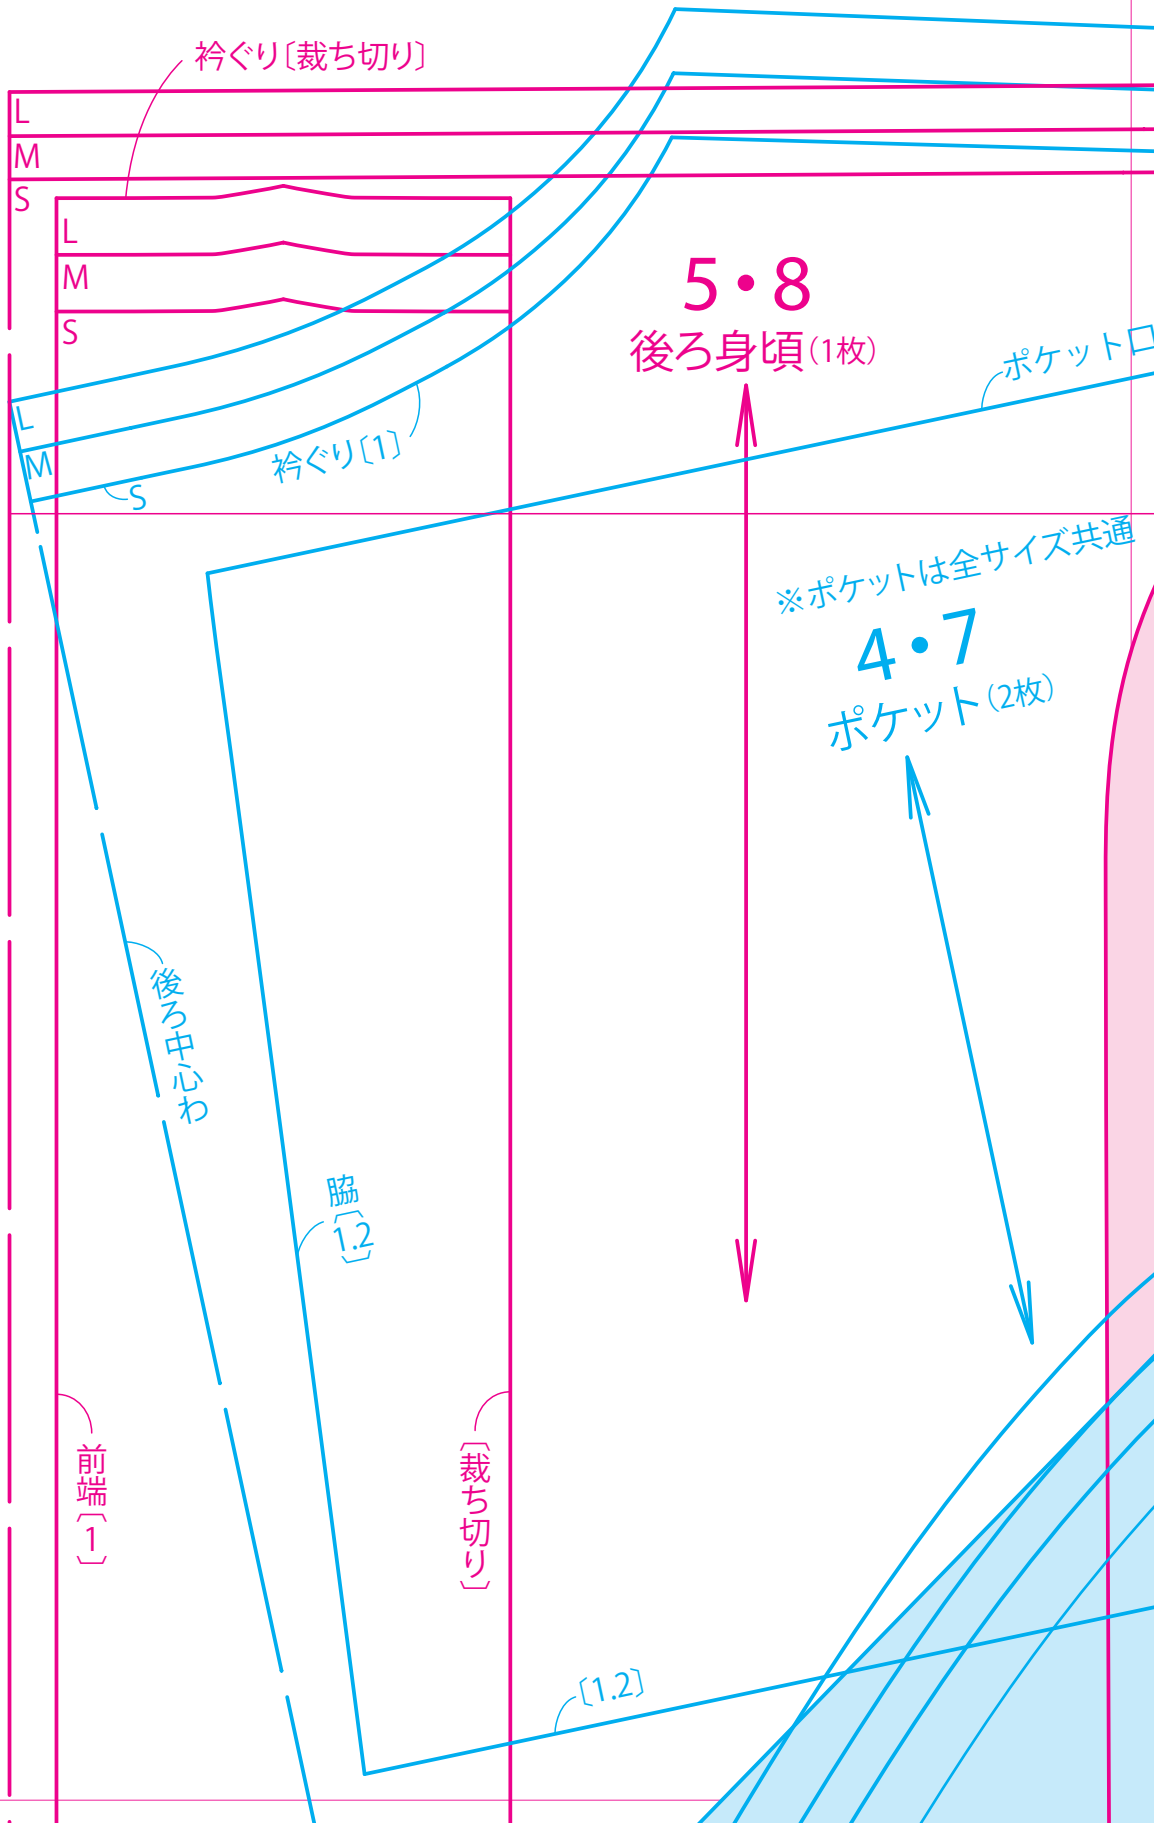 衿ぐり〔裁ち切り〕
L
M
S
L
M
S
5・8
後ろ身頃(1枚)
ポケット口
L
M
S
衿ぐり〔1〕
※ポケットは全サイズ共通
4・7
ポケット(2枚)
後ろ中心わ
脇〔1.2〕
前端〔1〕
〔裁ち切り〕
〔1.2〕